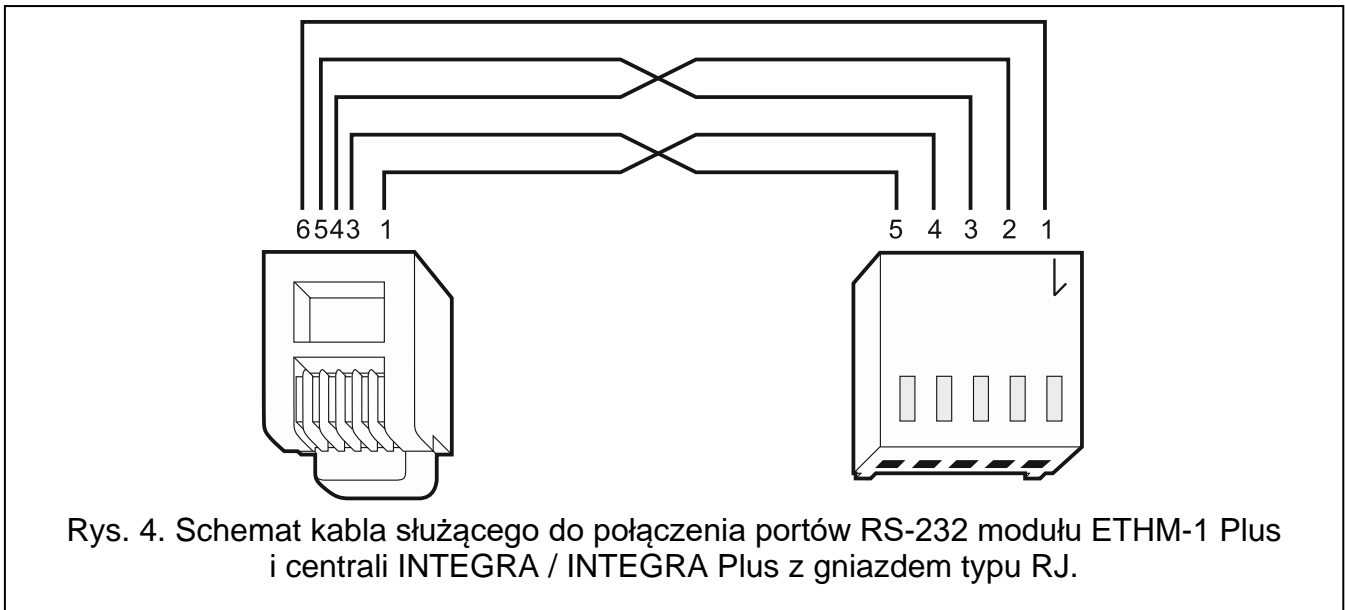 6543 1
5 4 3 2 1
Rys. 4. Schemat kabla służącego do połączenia portów RS-232 modułu ETHM-1 Plus
i centrali INTEGRA / INTEGRA Plus z gniazdem typu RJ.